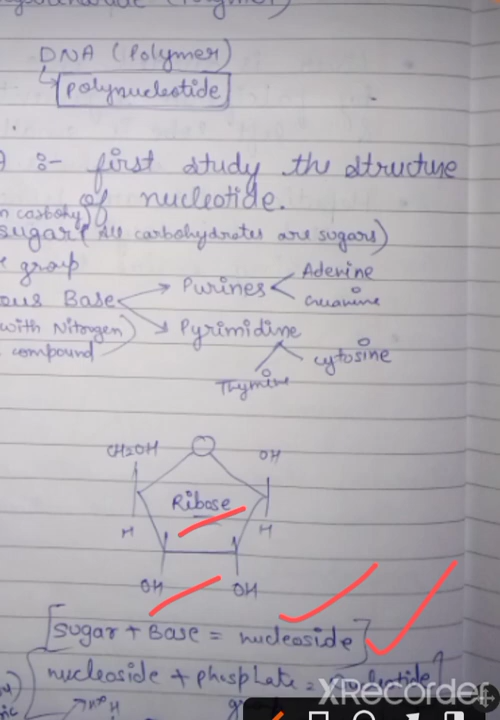 DNA (Polymer)
Polynucleotide
:- first study the structure
of nucleotide.
sugar (All carbohydrates are sugars)
group
Base → Purines
Adenine
Guanine
with Nitrogen)
Pyrimidine
compound
cytosine
Thymine
CH2OH
OH
Ribose
H
H
OH
OH
[Sugar + Base = nucleoside]
nucleoside + phosphate =
XRecorder